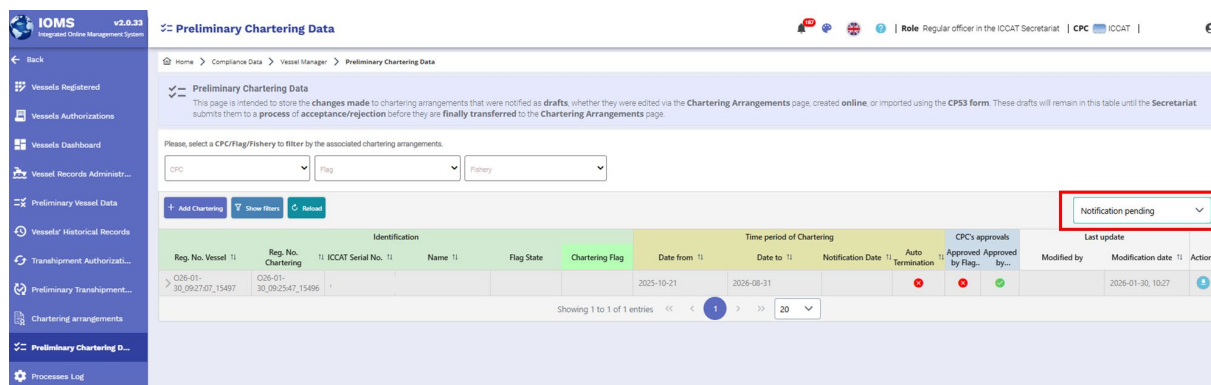 IOMS v2.0.33
Integrated Online Management System
Preliminary Chartering Data
187
Role Regular officer in the ICCAT Secretariat | CPC ICCAT |
Back
Home > Compliance Data > Vessel Manager > Preliminary Chartering Data
Vessels Registered
Vessels Authorizations
Vessels Dashboard
Vessel Records Administr...
Preliminary Vessel Data
Vessels' Historical Records
Transhipment Authorizati...
Preliminary Transhipment...
Chartering arrangements
Preliminary Chartering D...
Processes Log
Preliminary Chartering Data
This page is intended to store the changes made to chartering arrangements that were notified as drafts, whether they were edited via the Chartering Arrangements page, created online, or imported using the CP53 form. These drafts will remain in this table until the Secretariat
submits them to a process of acceptance/rejection before they are finally transferred to the Chartering Arrangements page.
Please, select a CPC/Flag/Fishery to filter by the associated chartering arrangements.
CPC Flag Fishery
+ Add Chartering Show filters Reload Notification pending
Identification Time period of Chartering CPC's approvals Last update
Reg. No. Vessel Reg. No. Chartering ICCAT Serial No. Name Flag State Chartering Flag Date from Date to Notification Date Auto Termination Approved by Flag.. Approved by... Modified by Modification date Action
O26-01-30_09:27:07_15497 O26-01-30_09:25:47_15496 2025-10-21 2026-08-31 2026-01-30, 10:27
Showing 1 to 1 of 1 entries << < 1 > >> 20